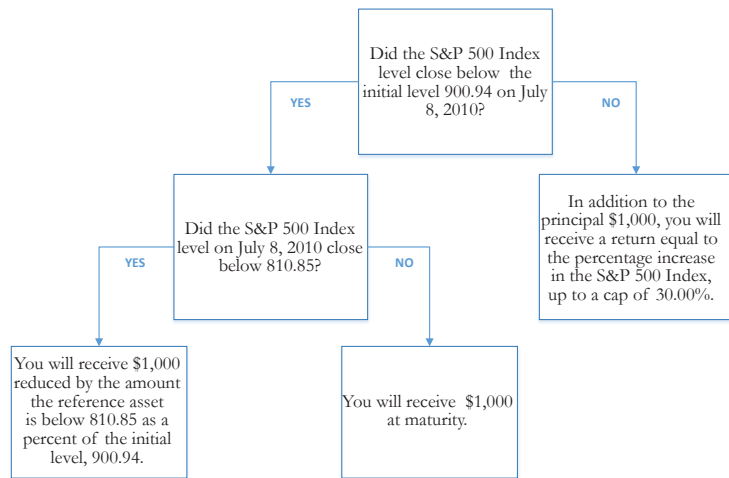 Did the S&P 500 Index
level close below the
initial level 900.94 on July
8, 2010?
YES
NO
Did the S&P 500 Index
level on July 8, 2010 close
below 810.85?
In addition to the
principal $1,000, you will
receive a return equal to
the percentage increase
in the S&P 500 Index,
up to a cap of 30.00%.
YES
NO
You will receive $1,000
reduced by the amount
the reference asset
is below 810.85 as a
percent of the initial
level, 900.94.
You will receive $1,000
at maturity.